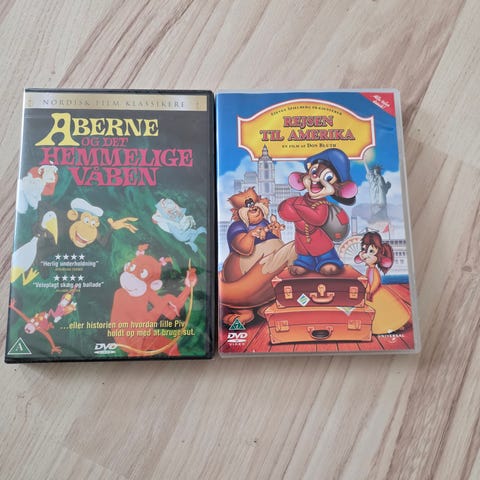 NORDISK FILM KLASSIKERE
ABERNE
OG DET
HEMMELIGE
VÅBEN
★★★★
"Herlig underholdning"
★★★★
"Veloplagt skæg og ballade"
...eller historien om hvordan lille Piv
holdt op med at bruge sut.
A
DVD
VIDEO
STEVEN SPIELBERG PRÆSENTERER
REJSEN
TIL AMERIKA
EN FILM AF DON BLUTH
DVD
VIDEO
UNIVERSAL